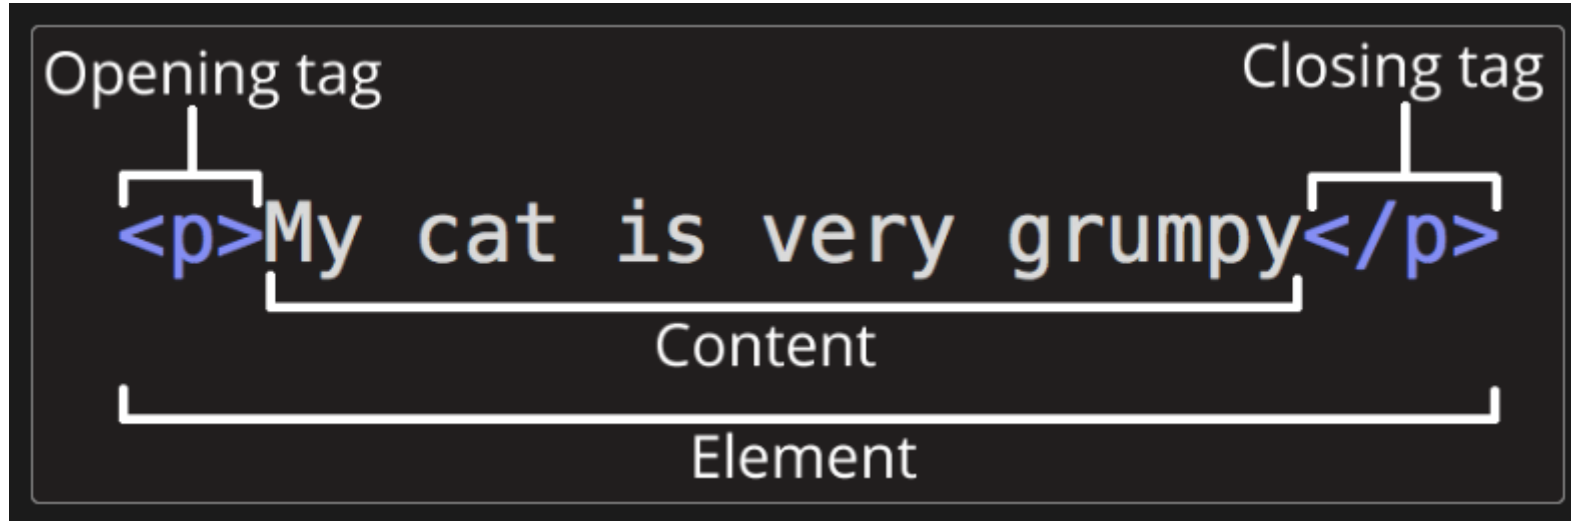 Opening tag
Closing tag
<p>My cat is very grumpy</p>
Content
Element